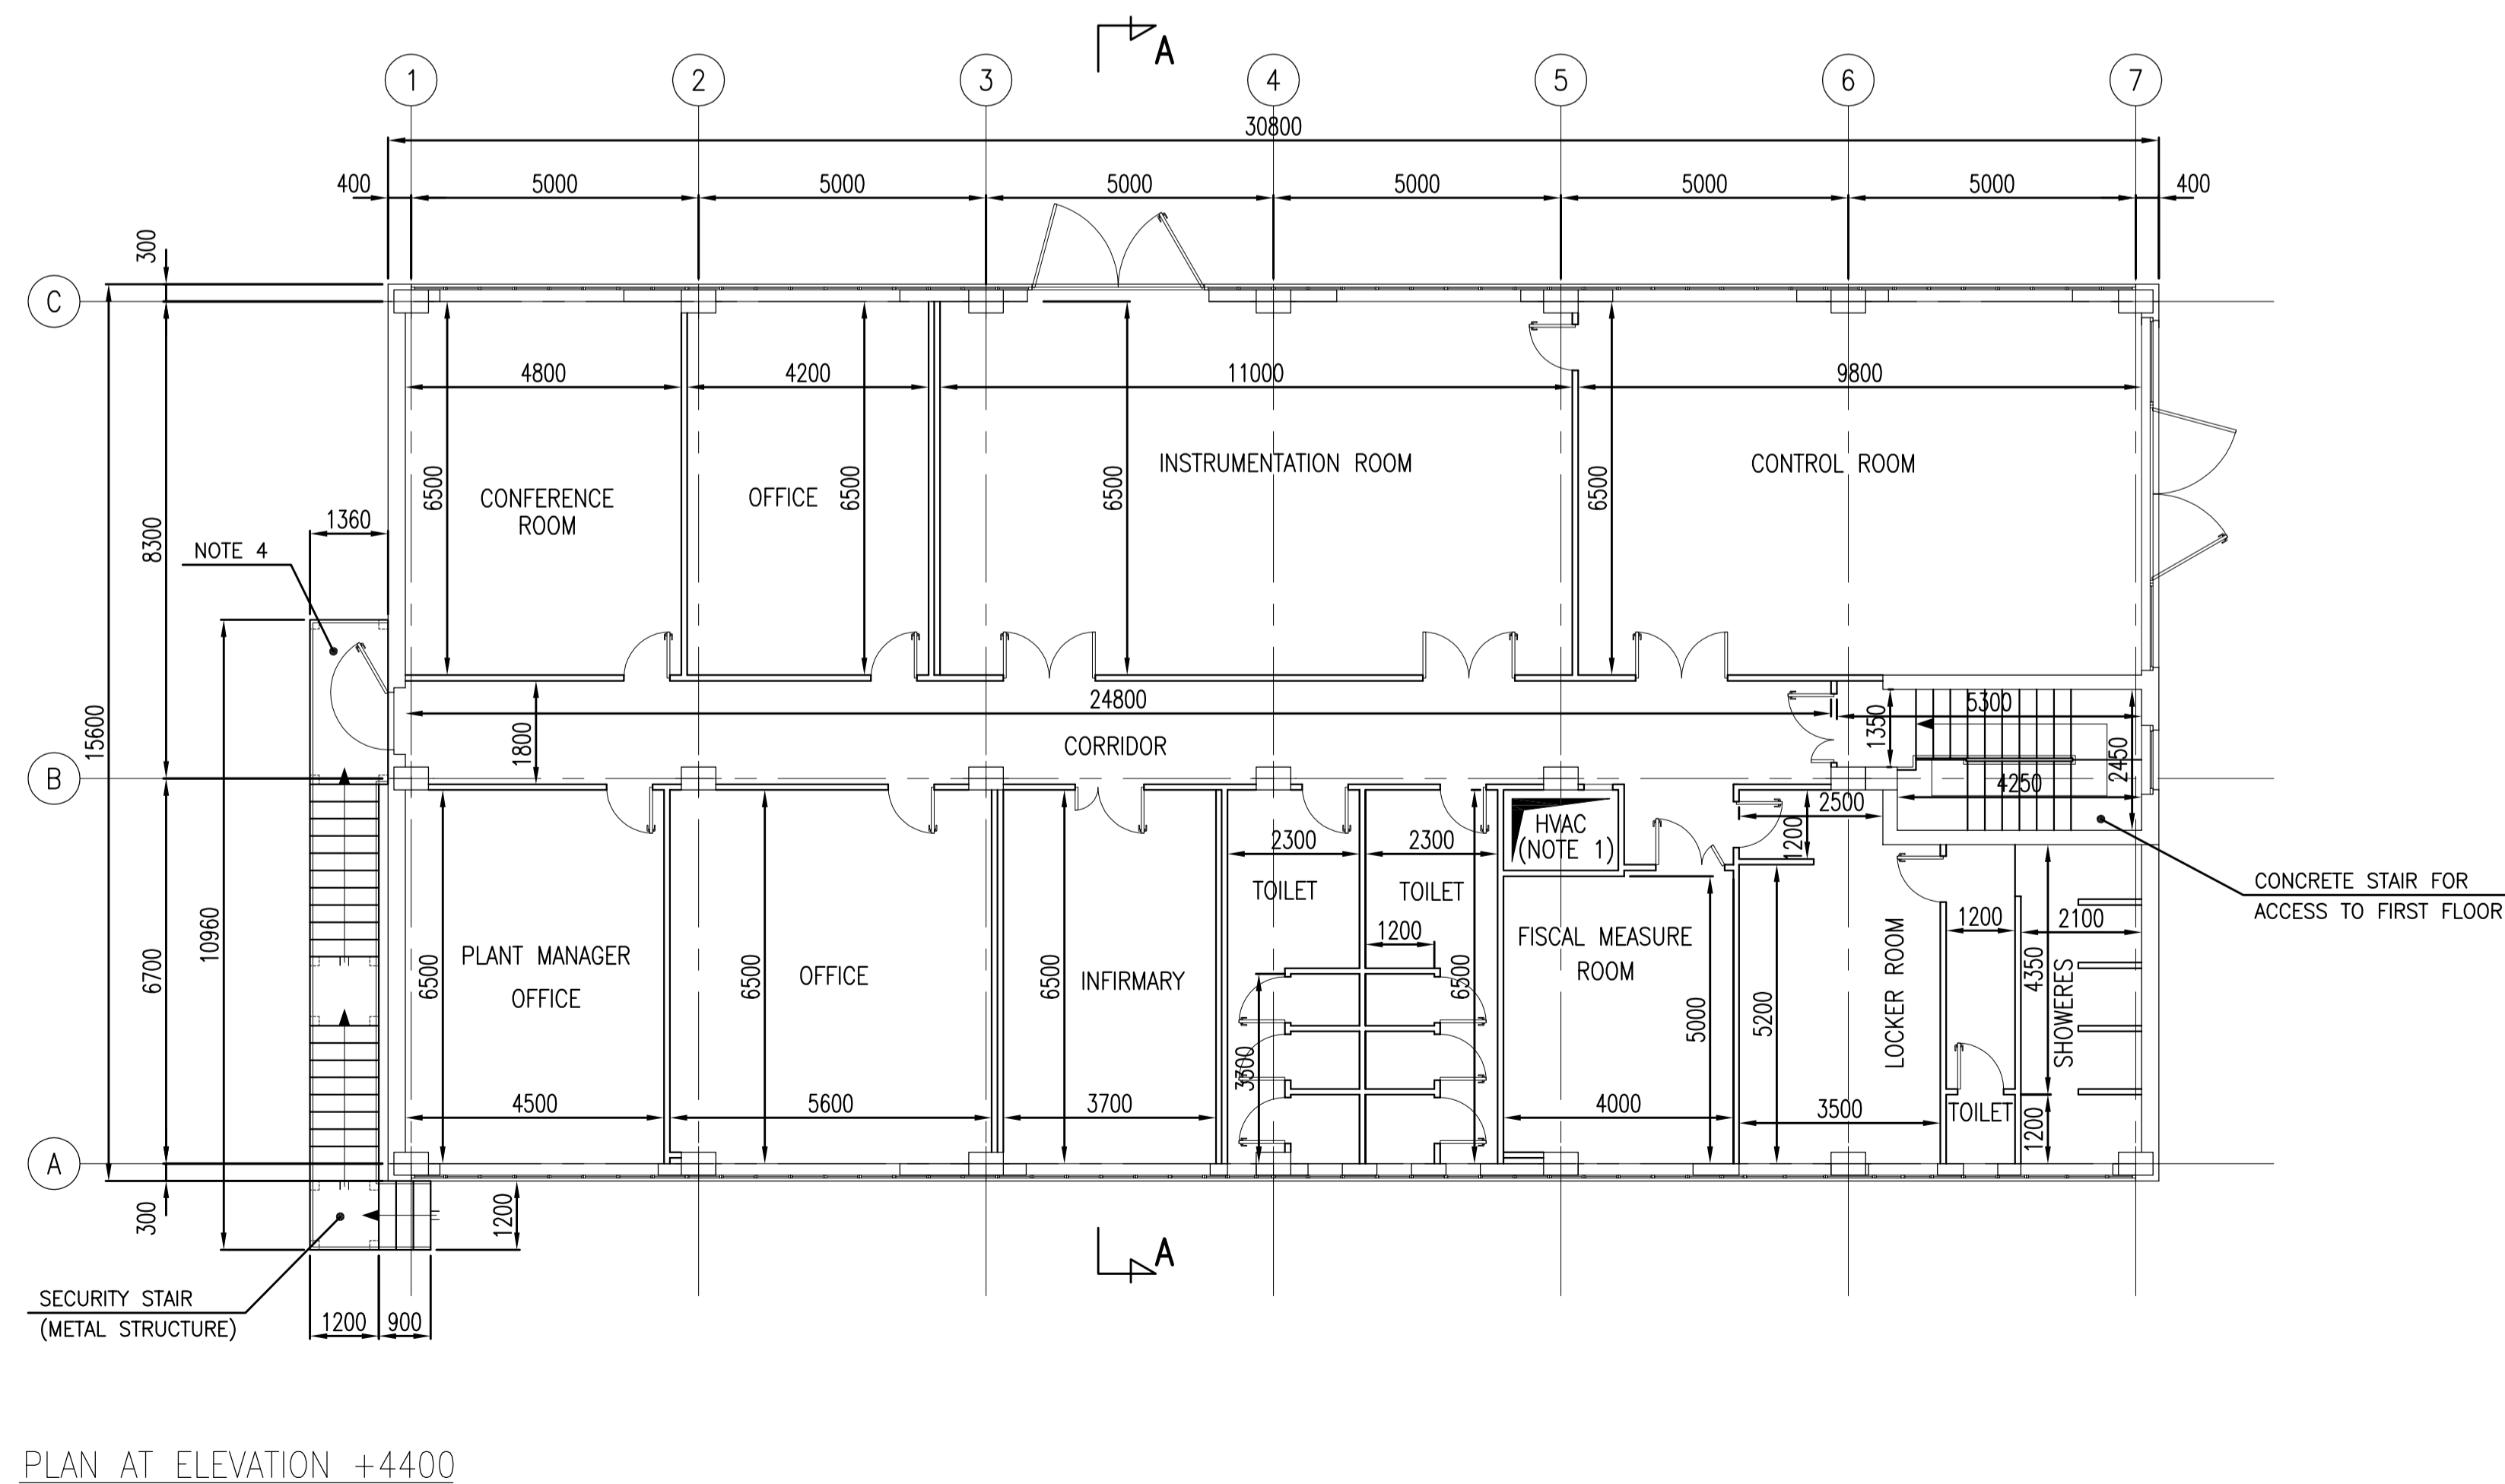 A
1
2
3
4
5
6
7
30800
400
5000
5000
5000
5000
5000
5000
400
300
C
4800
4200
11000
9800
6500
6500
6500
6500
INSTRUMENTATION ROOM
CONTROL ROOM
CONFERENCE
ROOM
OFFICE
8300
1360
NOTE 4
15600
24800
5300
1800
1350
2450
CORRIDOR
B
4250
2500
1200
HVAC
(NOTE 1)
2300
2300
TOILET
TOILET
CONCRETE STAIR FOR
ACCESS TO FIRST FLOOR
10960
6700
6500
6500
6500
6500
1200
1200
2100
PLANT MANAGER
OFFICE
OFFICE
INFIRMARY
FISCAL MEASURE
ROOM
LOCKER ROOM
4350
SHOWERES
5000
5200
3300
4500
5600
3700
4000
3500
TOILET
1200
A
300
1200
A
SECURITY STAIR
(METAL STRUCTURE)
1200
900
PLAN AT ELEVATION +4400